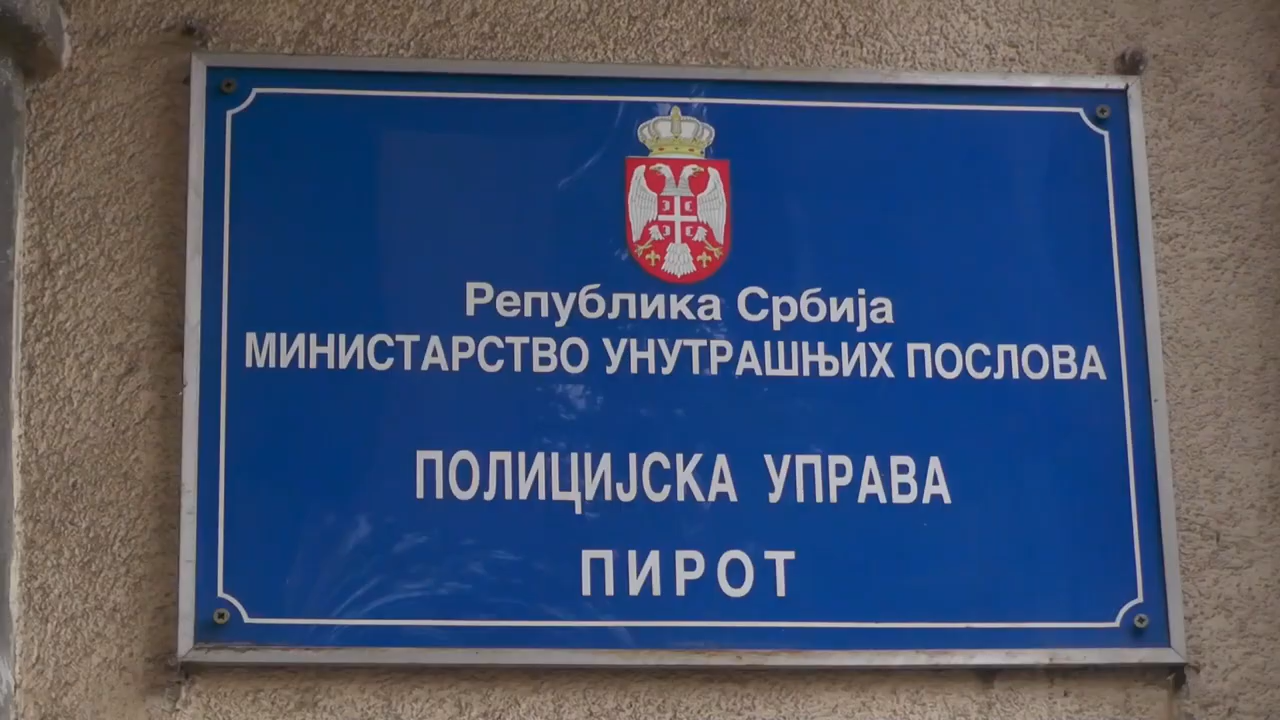 Република Србија
МИНИСТАРСТВО УНУТРАШЊИХ ПОСЛОВА
ПОЛИЦИЈСКА УПРАВА
ПИРОТ